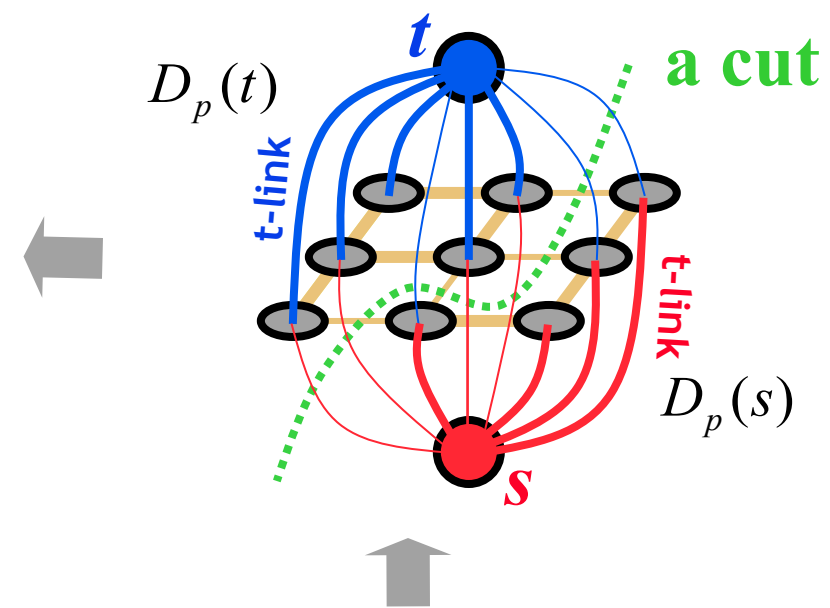 t
a cut
D_p(t)
t-link
t-link
D_p(s)
s